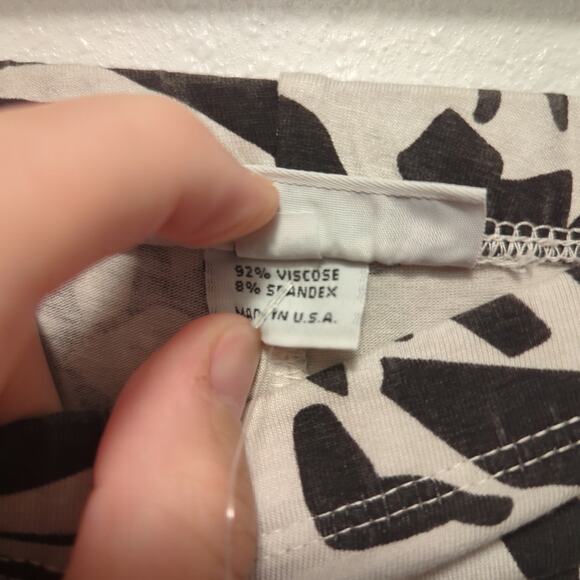 92% VISCOSE
8% SPANDEX
MADE IN U.S.A.